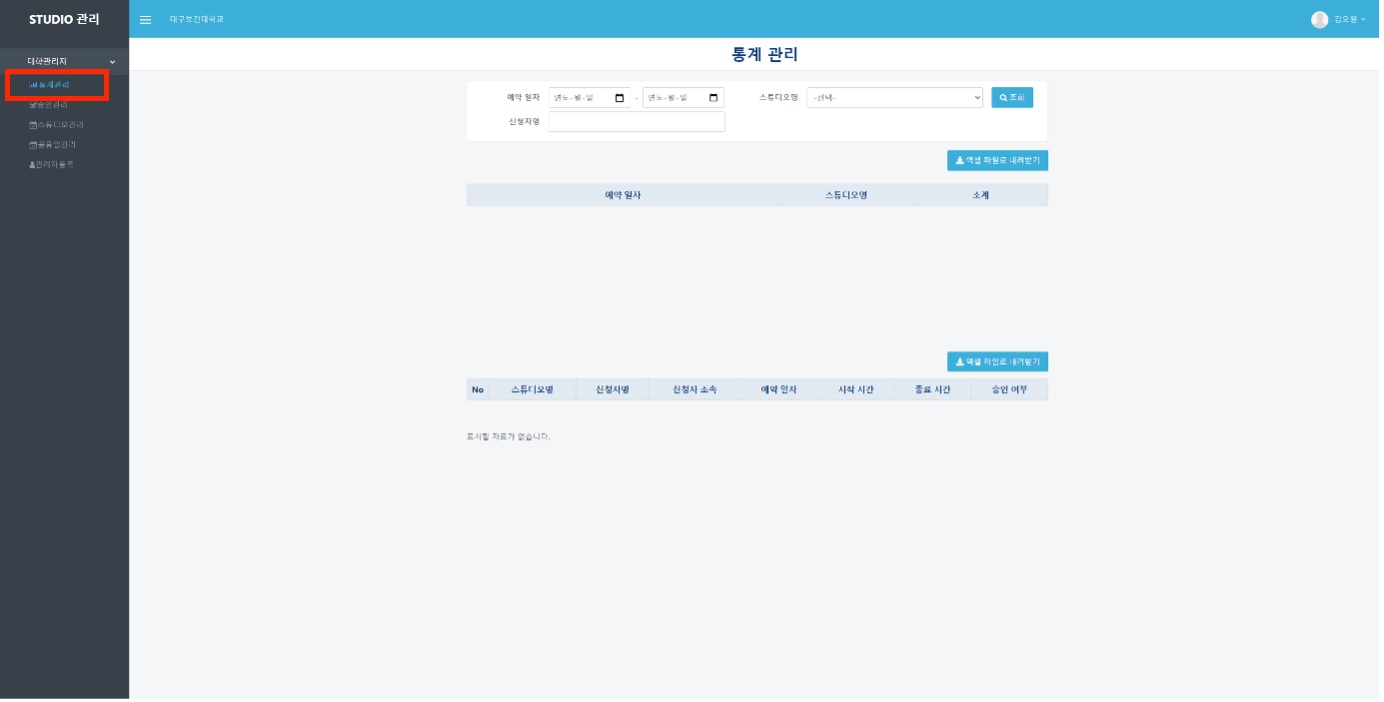 STUDIO 관리
대구보건대학교
김오일
대학관리자
통계관리
승인관리
스튜디오관리
공휴일관리
관리자등록
통계 관리
예약 일자 연도-월-일 - 연도-월-일 스튜디오명 -선택- 조회
신청자명
엑셀 파일로 내려받기
예약 일자 스튜디오명 소계
엑셀 파일로 내려받기
No 스튜디오명 신청자명 신청자 소속 예약 일자 시작 시간 종료 시간 승인 여부
표시할 자료가 없습니다.